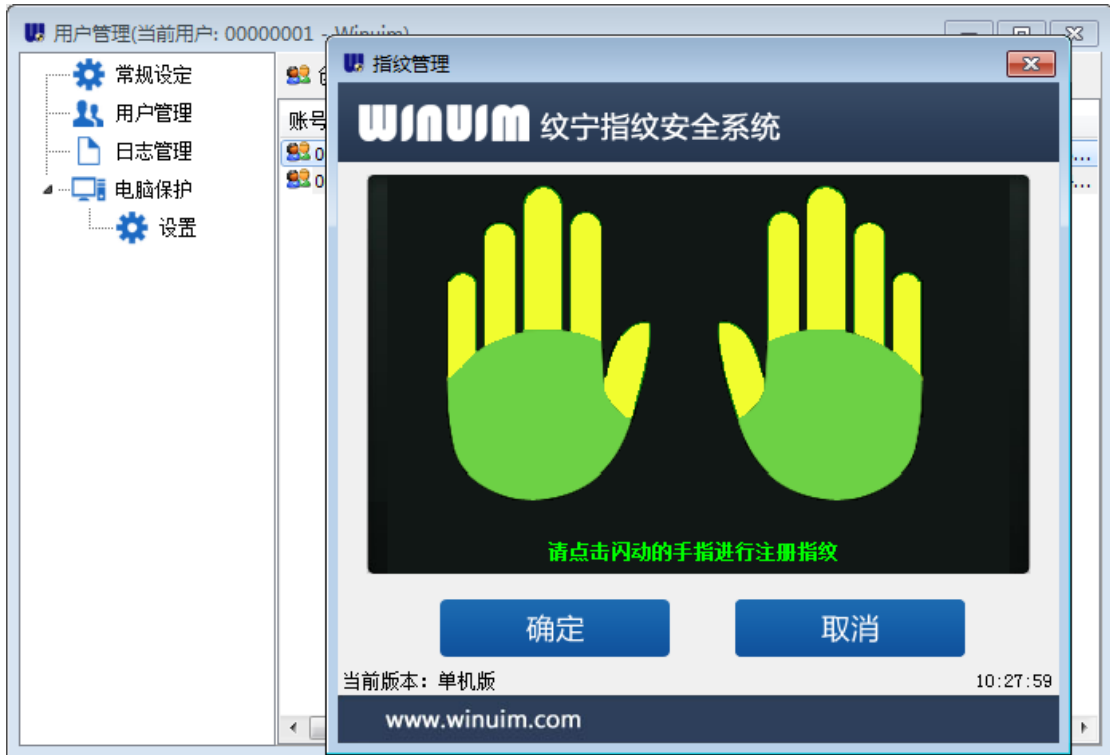 用户管理(当前用户: 00000001 - Winuim)
常规设定
用户管理
日志管理
电脑保护
设置
账号
指纹管理
WINUIM 纹宁指纹安全系统
请点击闪动的手指进行注册指纹
确定
取消
当前版本: 单机版
10:27:59
www.winuim.com